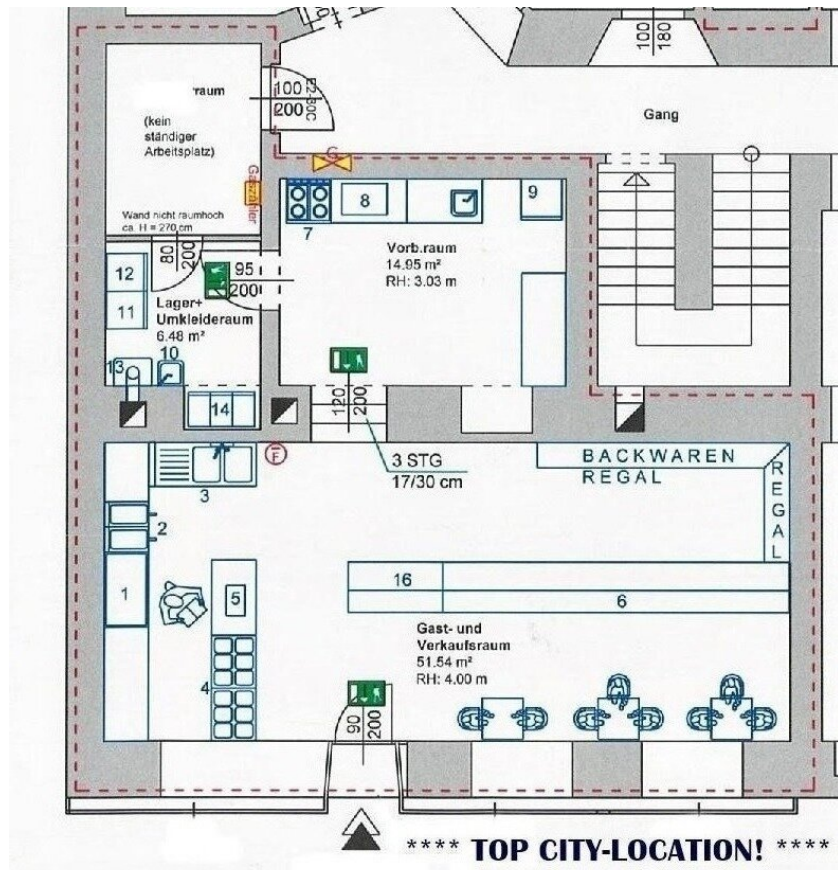 100
180
Gang
raum
(kein
ständiger
Arbeitsplatz)
100
200
E2-30C
G
Gaszähler
Wand nicht raumhoch
ca. H = 270 cm
7
8
9
Vorb.raum
14.95 m²
RH: 3.03 m
80
200
95
200
12
11
Lager+
Umkleideraum
6.48 m²
10
13
14
120
200
F
3 STG
17/30 cm
BACKWAREN
REGAL
REGAL
3
2
1
5
4
16
6
Gast- und
Verkaufsraum
51.54 m²
RH: 4.00 m
90
200
**** TOP CITY-LOCATION! ****